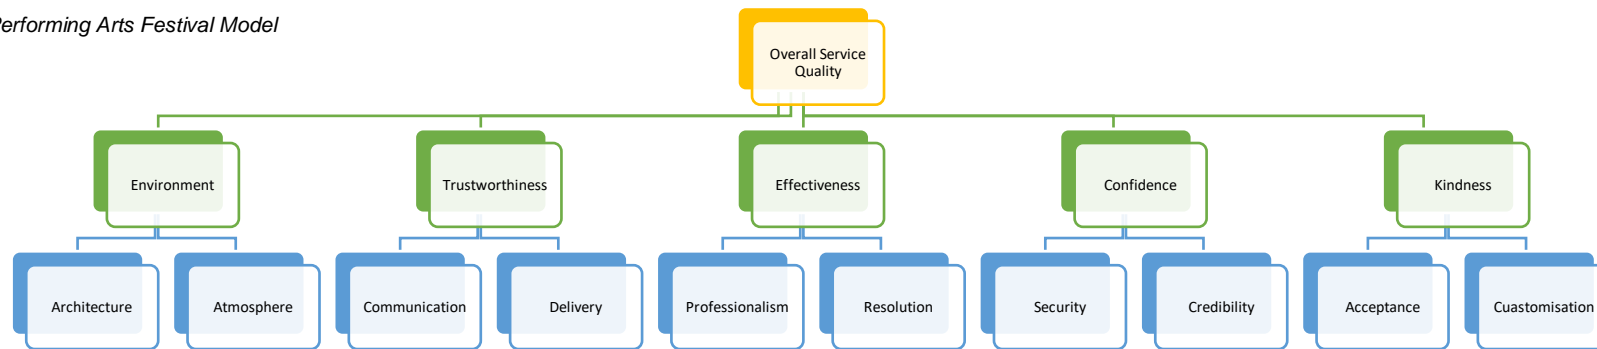 Performing Arts Festival Model
Overall Service
Quality
Environment
Trustworthiness
Effectiveness
Confidence
Kindness
Architecture
Atmosphere
Communication
Delivery
Professionalism
Resolution
Security
Credibility
Acceptance
Cuastomisation